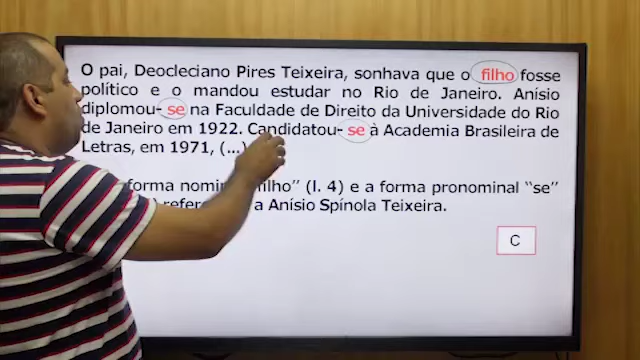 O pai, Deocleciano Pires Teixeira, sonhava que o filho fosse
político e o mandou estudar no Rio de Janeiro. Anísio
diplomou-se na Faculdade de Direito da Universidade do Rio
de Janeiro em 1922. Candidatou-se à Academia Brasileira de
Letras, em 1971, (...)
forma "filho" (l. 4) e a forma pronominal "se"
a Anísio Spínola Teixeira.
C